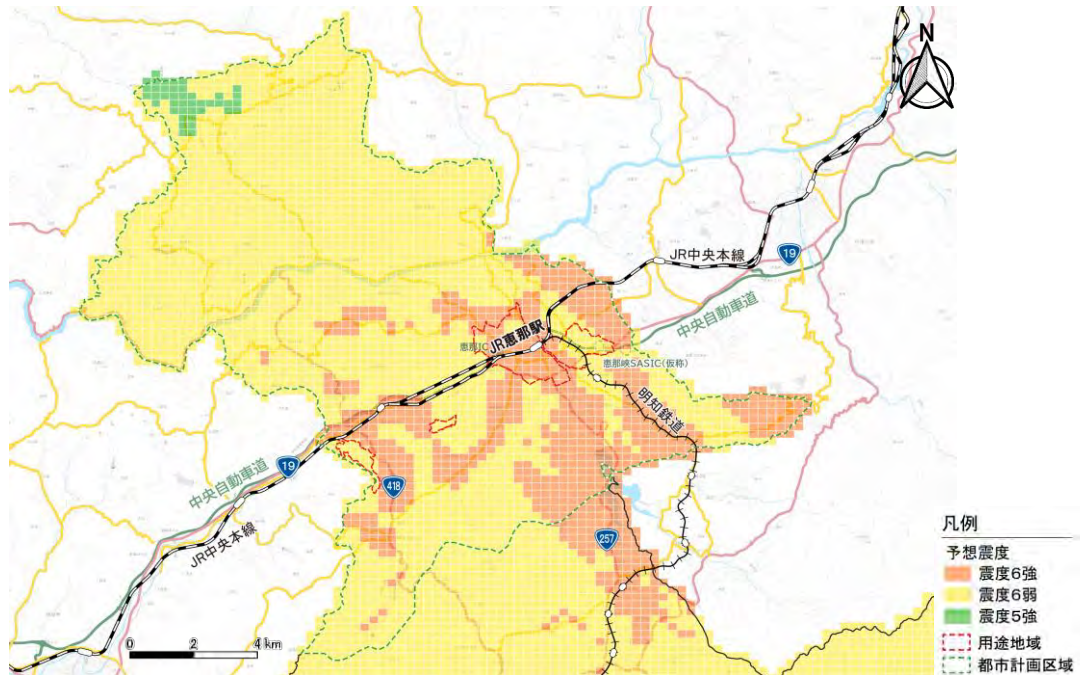 N
JR中央本線
19
中央自動車道
恵那IC
JR恵那駅
恵那峡SASIC(仮称)
明知鉄道
19
中央自動車道
418
JR中央本線
257
0 2 4 km
凡例
予想震度
震度6強
震度6弱
震度5強
用途地域
都市計画区域